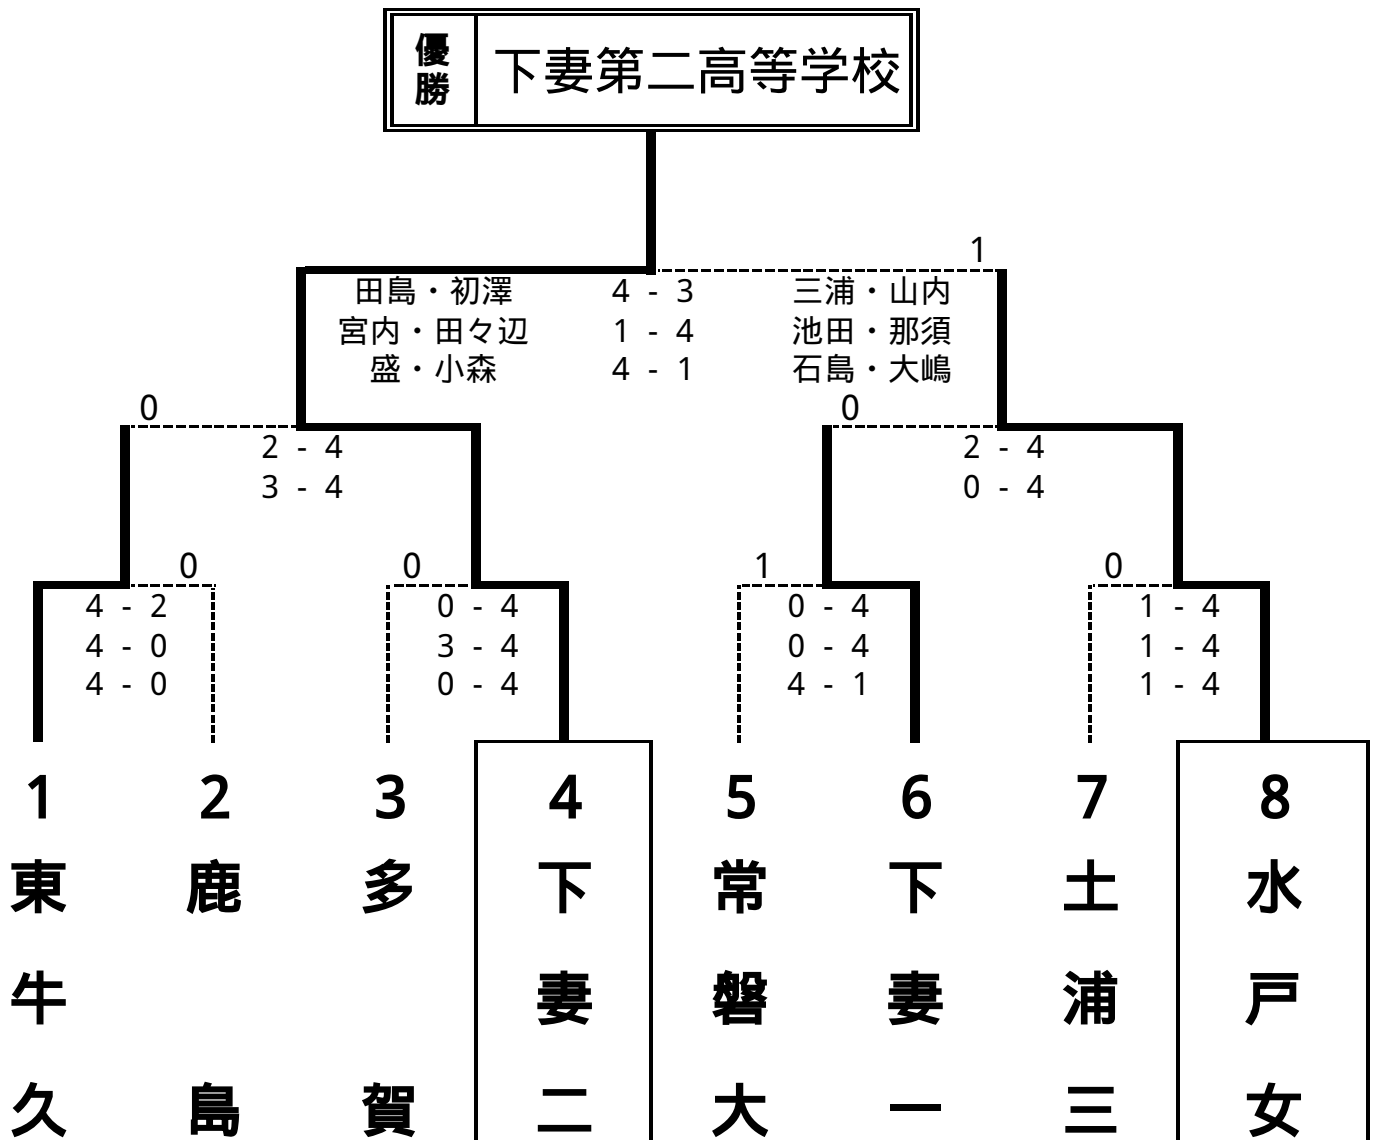 優勝
下妻第二高等学校
1
田島・初澤 4 - 3 三浦・山内
宮内・田々辺 1 - 4 池田・那須
盛・小森 4 - 1 石島・大嶋
0 0
2 - 4 2 - 4
3 - 4 0 - 4
0 0 1 0
4 - 2 0 - 4 0 - 4 1 - 4
4 - 0 3 - 4 0 - 4 1 - 4
4 - 0 0 - 4 4 - 1 1 - 4
1 2 3 4 5 6 7 8
東牛久
鹿島
多賀
下妻二
常磐大
下妻一
土浦三
水戸女